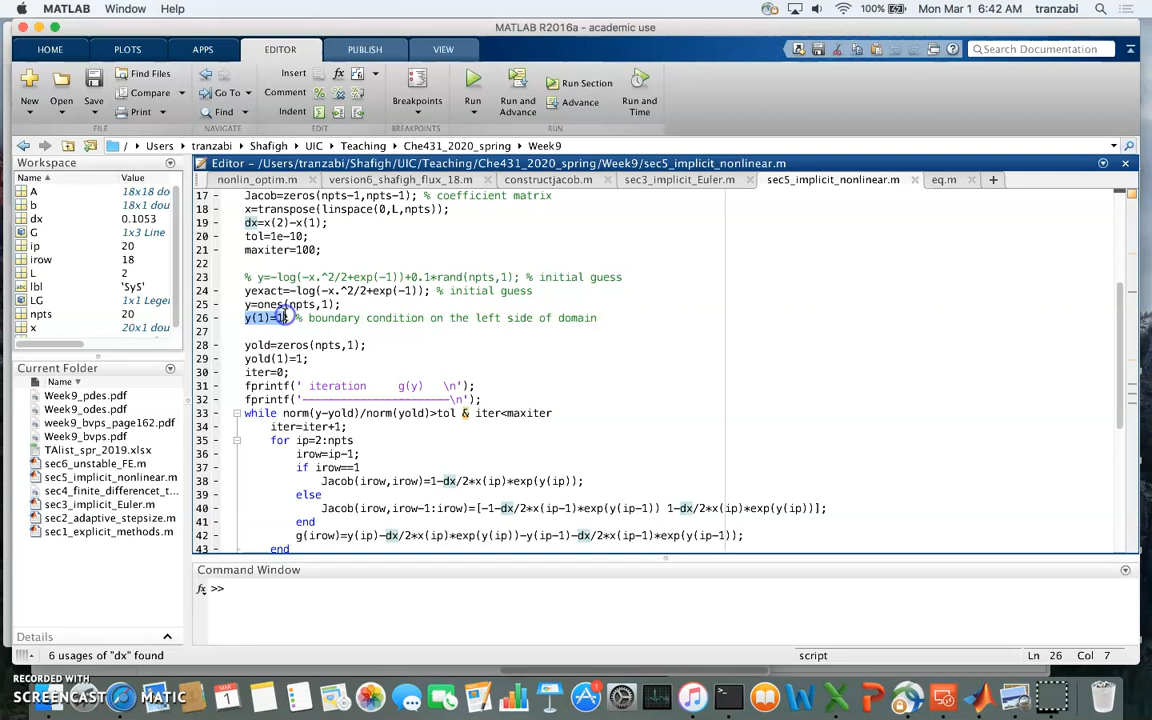 MATLAB Window Help 100% Mon Mar 1 6:42 AM tranzabi
MATLAB R2016a - academic use
HOME PLOTS APPS EDITOR PUBLISH VIEW Search Documentation
New Open Save Find Files Compare Print Go To Find Insert Comment Indent fx Breakpoints Run Run and Advance Run Section Advance Run and Time
FILE NAVIGATE EDIT BREAKPOINTS RUN
/ Users tranzabi Shafigh UIC Teaching Che431_2020_spring Week9
Workspace
Name Value
A 18x18 do
b 18x1 dou
dx 0.1053
G 1x3 Line
ip 20
irow 18
L 2
lbl '$y$'
LG 1x1 Legen
npts 20
x 20x1 dou
Current Folder
Name
Week9_pdes.pdf
Week9_odes.pdf
week9_bvps_page162.pdf
Week9_bvps.pdf
TAlist_spr_2019.xlsx
sec6_unstable_FE.m
sec5_implicit_nonlinear.m
sec4_finite_differencet_...
sec3_implicit_Euler.m
sec2_adaptive_stepsize.m
sec1_explicit_methods.m
Details
Editor - /Users/tranzabi/Shafigh/UIC/Teaching/Che431_2020_spring/Week9/sec5_implicit_nonlinear.m
nonlin_optim.m version6_shafigh_flux_18.m constructjacob.m sec3_implicit_Euler.m sec5_implicit_nonlinear.m eq.m
17 - Jacob=zeros(npts-1,npts-1); % coefficient matrix
18 - x=transpose(linspace(0,L,npts));
19 - dx=x(2)-x(1);
20 - tol=1e-10;
21 - maxiter=100;
22
23 % y=-log(-x.^2/2+exp(-1))+0.1*rand(npts,1); % initial guess
24 - yexact=-log(-x.^2/2+exp(-1)); % initial guess
25 - y=ones(npts,1);
26 - y(1)=1; % boundary condition on the left side of domain
27
28 - yold=zeros(npts,1);
29 - yold(1)=1;
30 - iter=0;
31 - fprintf(' iteration g(y) \n');
32 - fprintf('-----------------------\n');
33 - while norm(y-yold)/norm(yold)>tol & iter<maxiter
34 - iter=iter+1;
35 - for ip=2:npts
36 - irow=ip-1;
37 - if irow==1
38 - Jacob(irow,irow)=1-dx/2*x(ip)*exp(y(ip));
39 - else
40 - Jacob(irow,irow-1:irow)=[-1-dx/2*x(ip-1)*exp(y(ip-1)) 1-dx/2*x(ip)*exp(y(ip))];
41 - end
42 - g(irow)=y(ip)-dx/2*x(ip)*exp(y(ip))-y(ip-1)-dx/2*x(ip-1)*exp(y(ip-1));
43 - end
Command Window
fx >>
6 usages of "dx" found script Ln 26 Col 7
RECORDED WITH
SCREENCAST MATIC